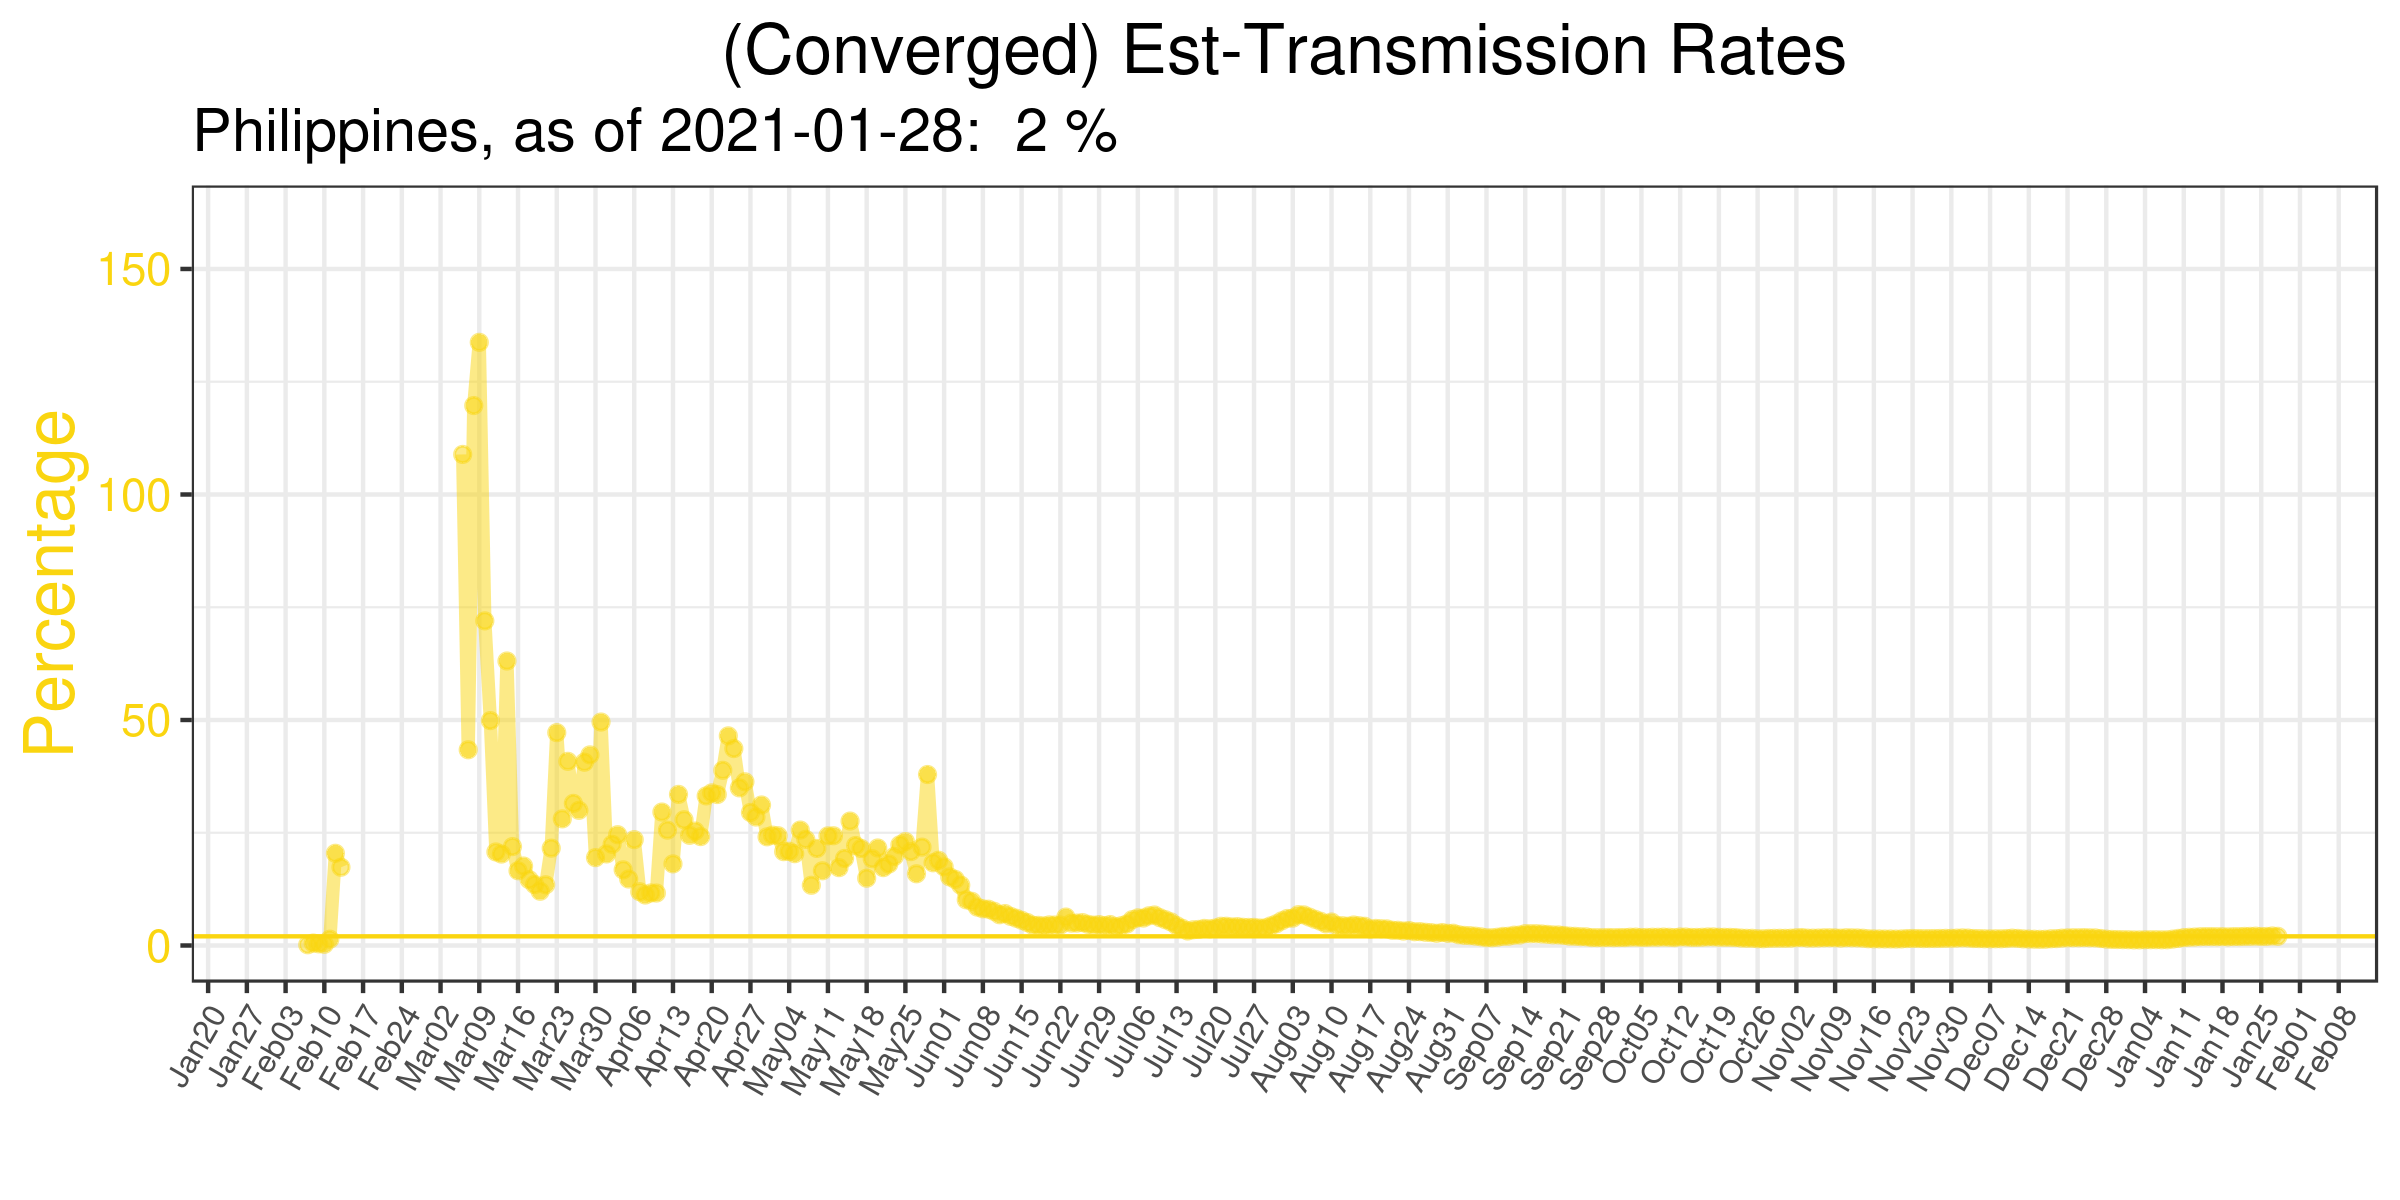 (Converged) Est-Transmission Rates
Philippines, as of 2021-01-28:  2 %
Percentage
150
100
50
0
Jan20
Jan27
Feb03
Feb10
Feb17
Feb24
Mar02
Mar09
Mar16
Mar23
Mar30
Apr06
Apr13
Apr20
Apr27
May04
May11
May18
May25
Jun01
Jun08
Jun15
Jun22
Jun29
Jul06
Jul13
Jul20
Jul27
Aug03
Aug10
Aug17
Aug24
Aug31
Sep07
Sep14
Sep21
Sep28
Oct05
Oct12
Oct19
Oct26
Nov02
Nov09
Nov16
Nov23
Nov30
Dec07
Dec14
Dec21
Dec28
Jan04
Jan11
Jan18
Jan25
Feb01
Feb08